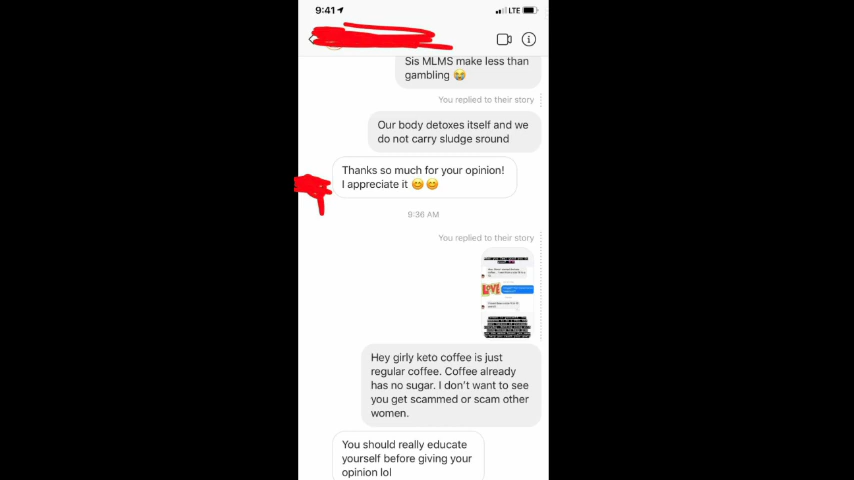 9:41
LTE
Sis MLMS make less than
gambling 😭
You replied to their story
Our body detoxes itself and we
do not carry sludge sround
Thanks so much for your opinion!
I appreciate it 😊 😊
9:36 AM
You replied to their story
LOVE
Hey girly keto coffee is just
regular coffee. Coffee already
has no sugar. I don't want to see
you get scammed or scam other
women.
You should really educate
yourself before giving your
opinion lol